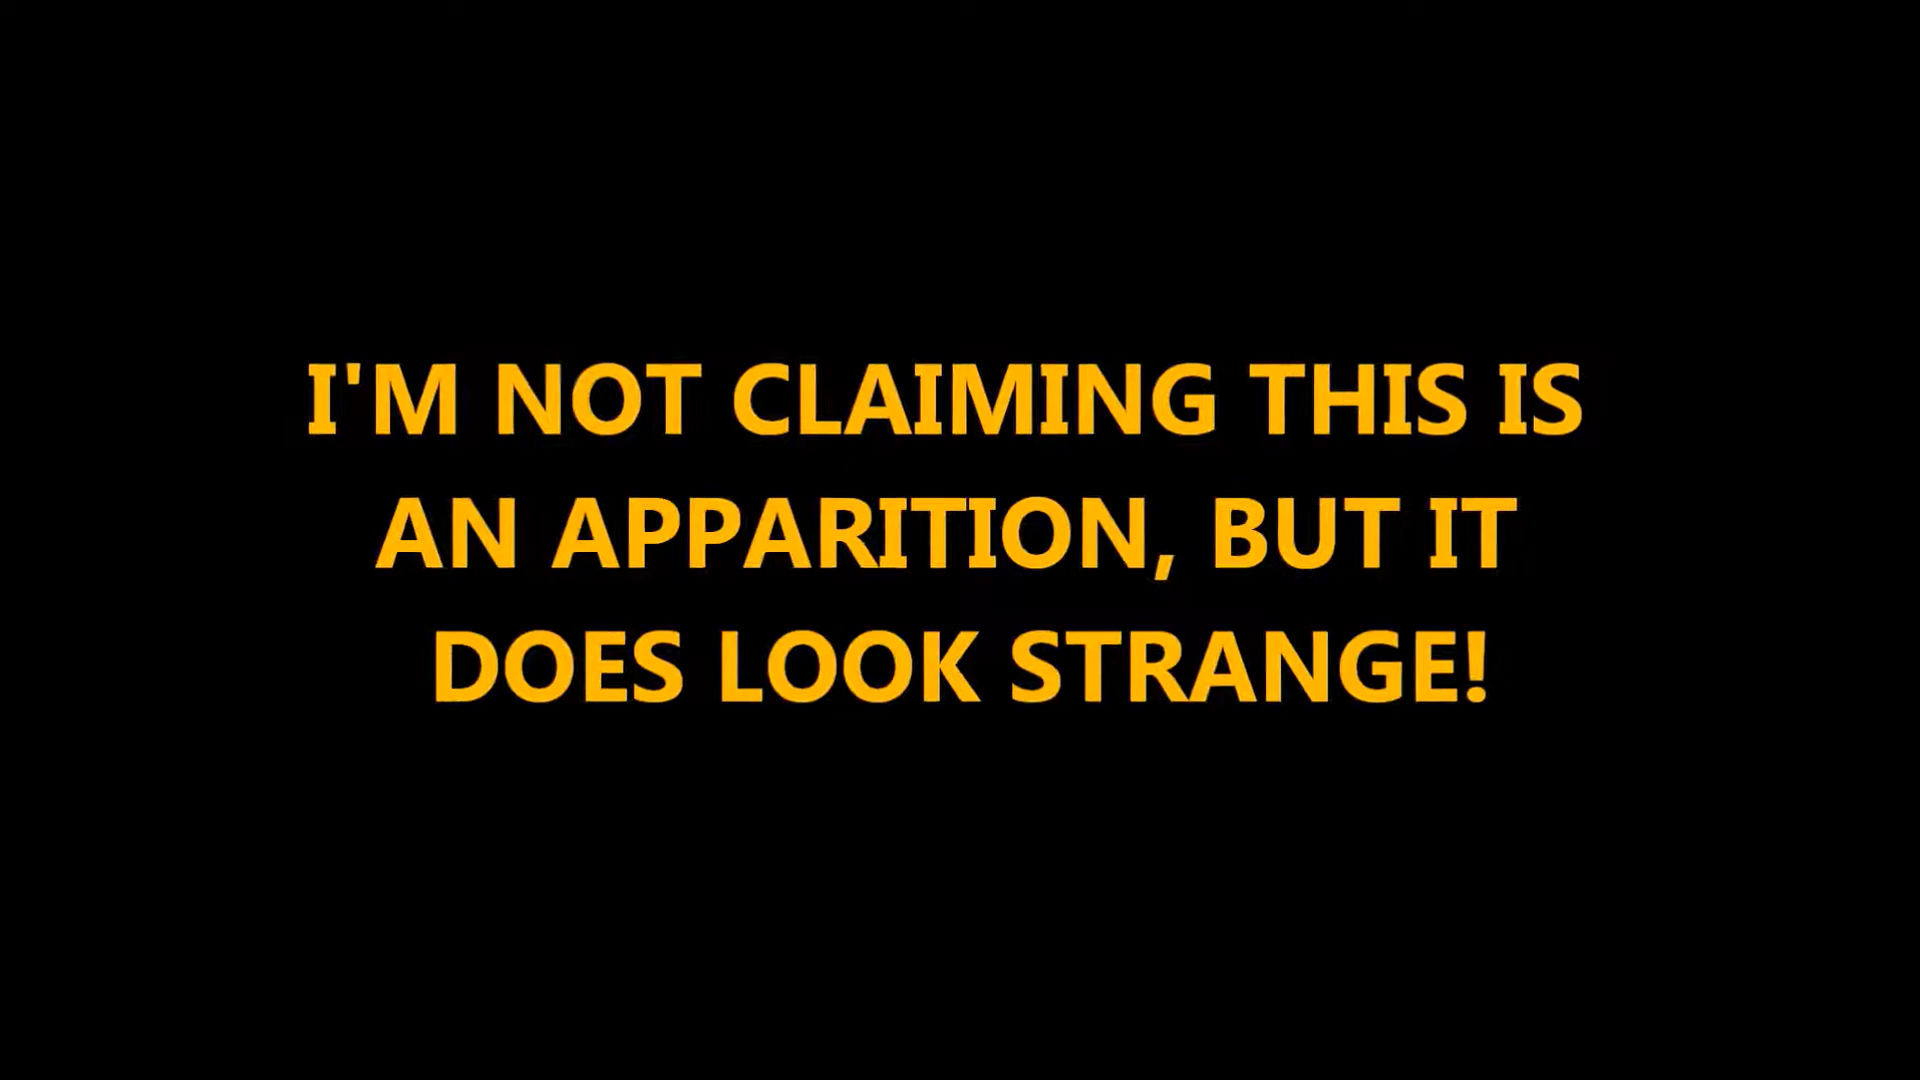 I'M NOT CLAIMING THIS IS
AN APPARITION, BUT IT
DOES LOOK STRANGE!